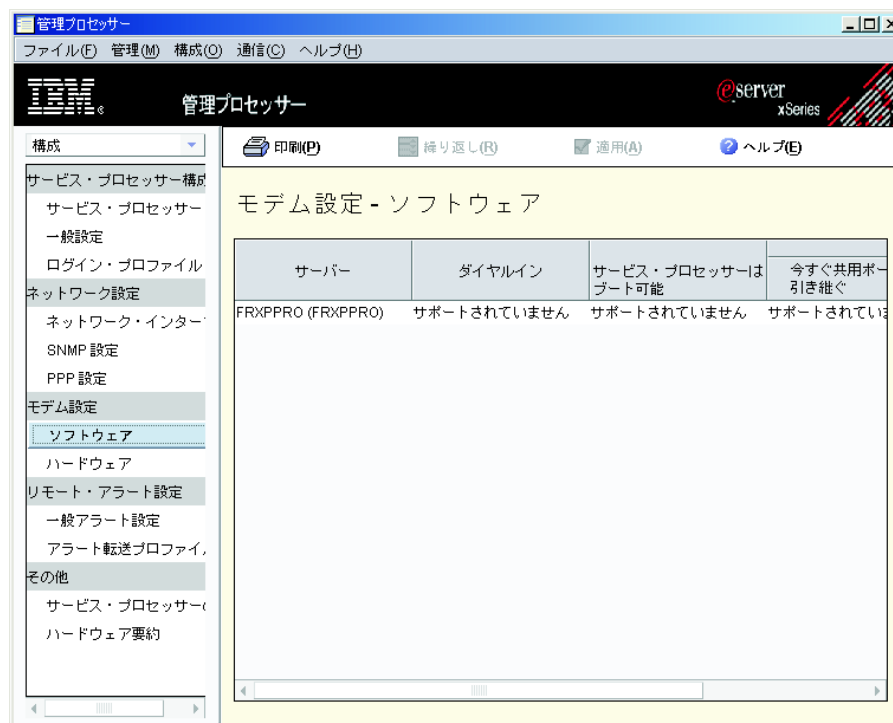 管理プロセッサー
ファイル(F) 管理(M) 構成(O) 通信(C) ヘルプ(H)
IBM® 管理プロセッサー
eserver
xSeries
構成
印刷(P) 繰り返し(R) 適用(A) ヘルプ(E)
サービス・プロセッサー構成
サービス・プロセッサー
一般設定
ログイン・プロファイル
ネットワーク設定
ネットワーク・インター
SNMP 設定
PPP 設定
モデム設定
ソフトウェア
ハードウェア
リモート・アラート設定
一般アラート設定
アラート転送プロファイ
その他
サービス・プロセッサーの
ハードウェア要約
モデム設定 - ソフトウェア
サーバー
ダイヤルイン
サービス・プロセッサーは
ブート可能
今すぐ共用ポー
引き継ぐ
FRXPPRO (FRXPPRO) サポートされていません サポートされていません サポートされていま